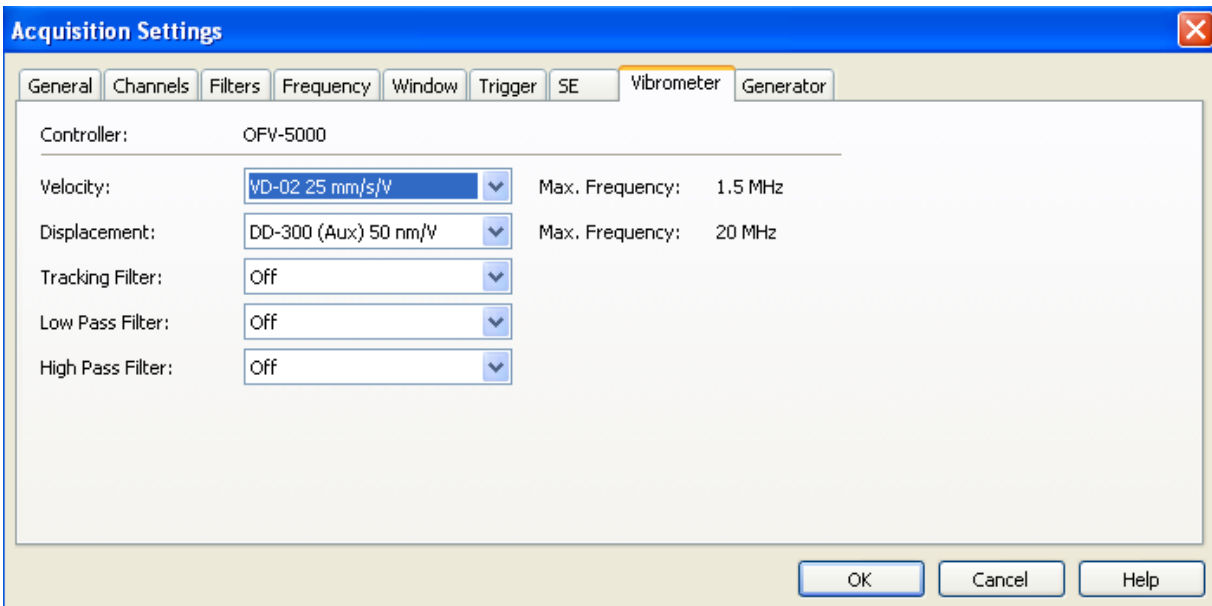 Acquisition Settings
General Channels Filters Frequency Window Trigger SE Vibrometer Generator
Controller: OFV-5000
Velocity: VD-02 25 mm/s/V Max. Frequency: 1.5 MHz
Displacement: DD-300 (Aux) 50 nm/V Max. Frequency: 20 MHz
Tracking Filter: Off
Low Pass Filter: Off
High Pass Filter: Off
OK Cancel Help